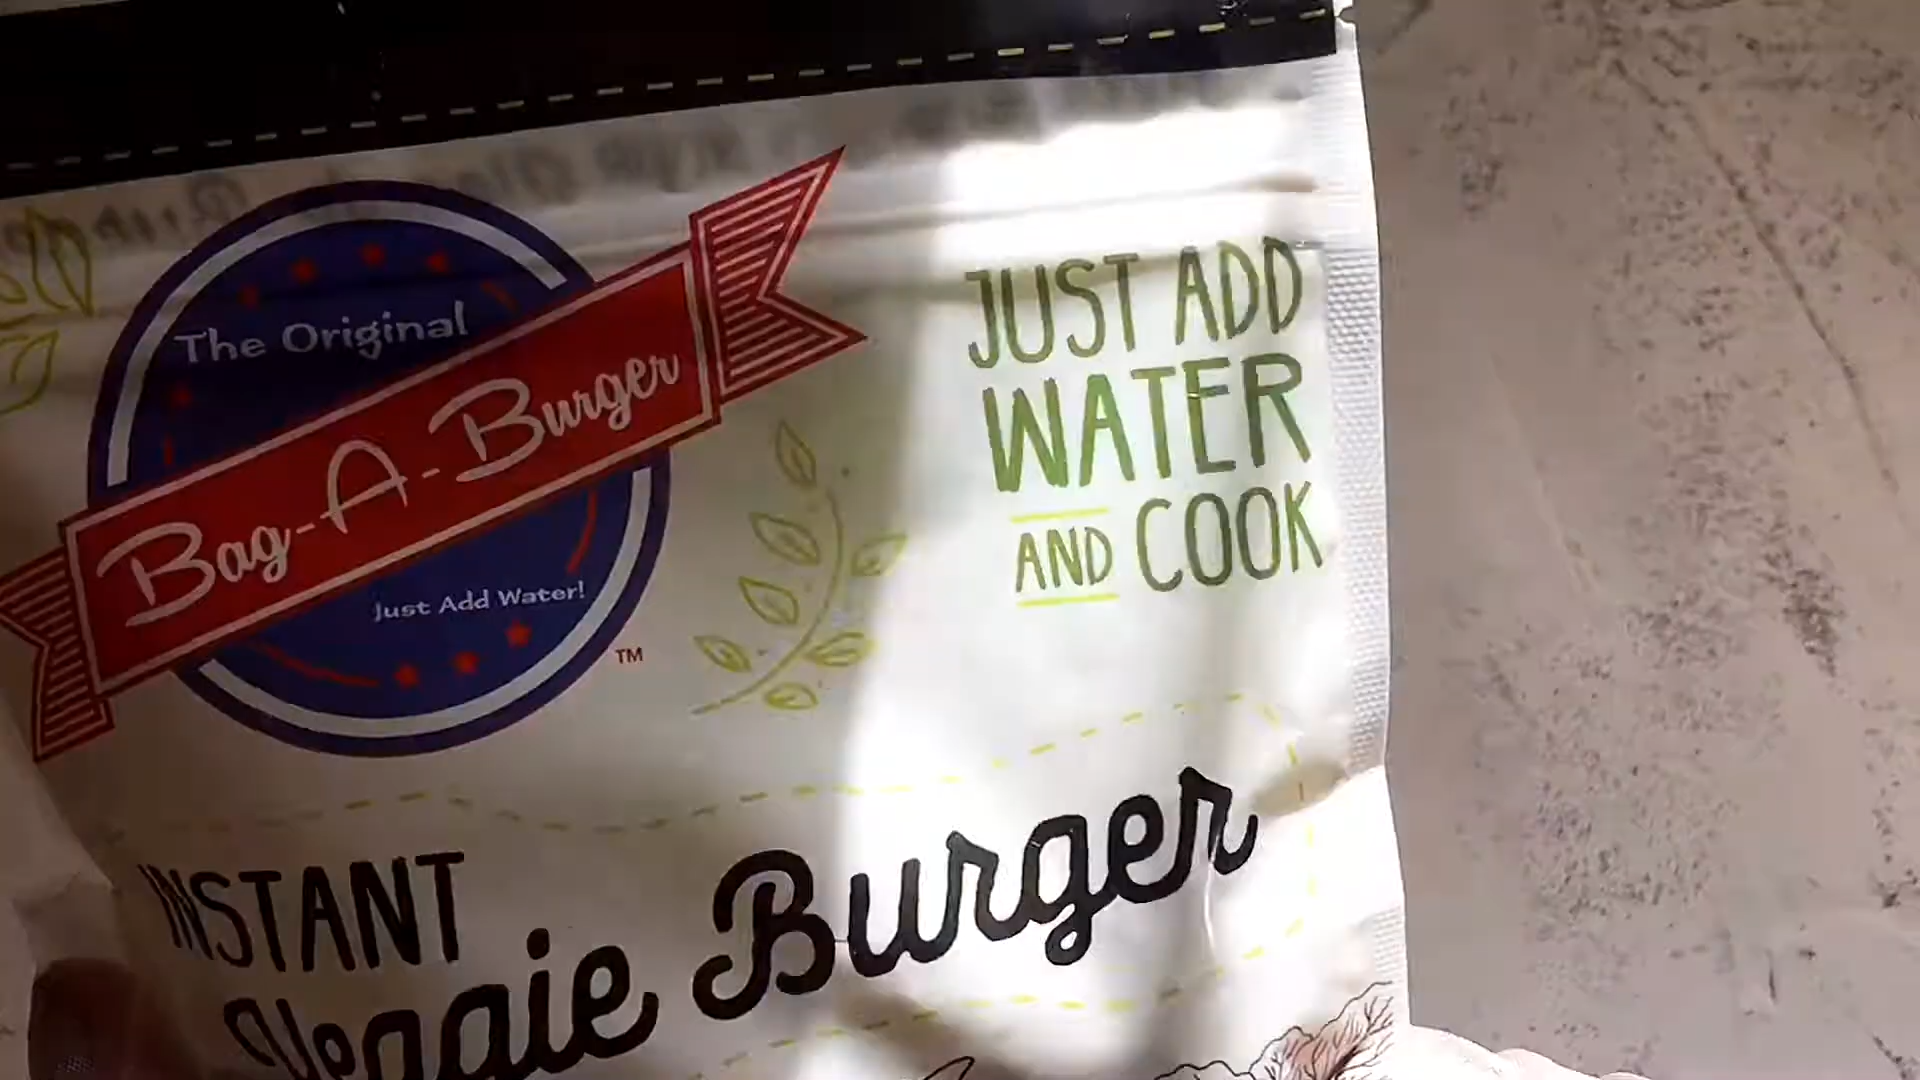 The Original
Bag-A-Burger
Just Add Water!
TM
JUST ADD
WATER
AND COOK
INSTANT
Veggie Burger